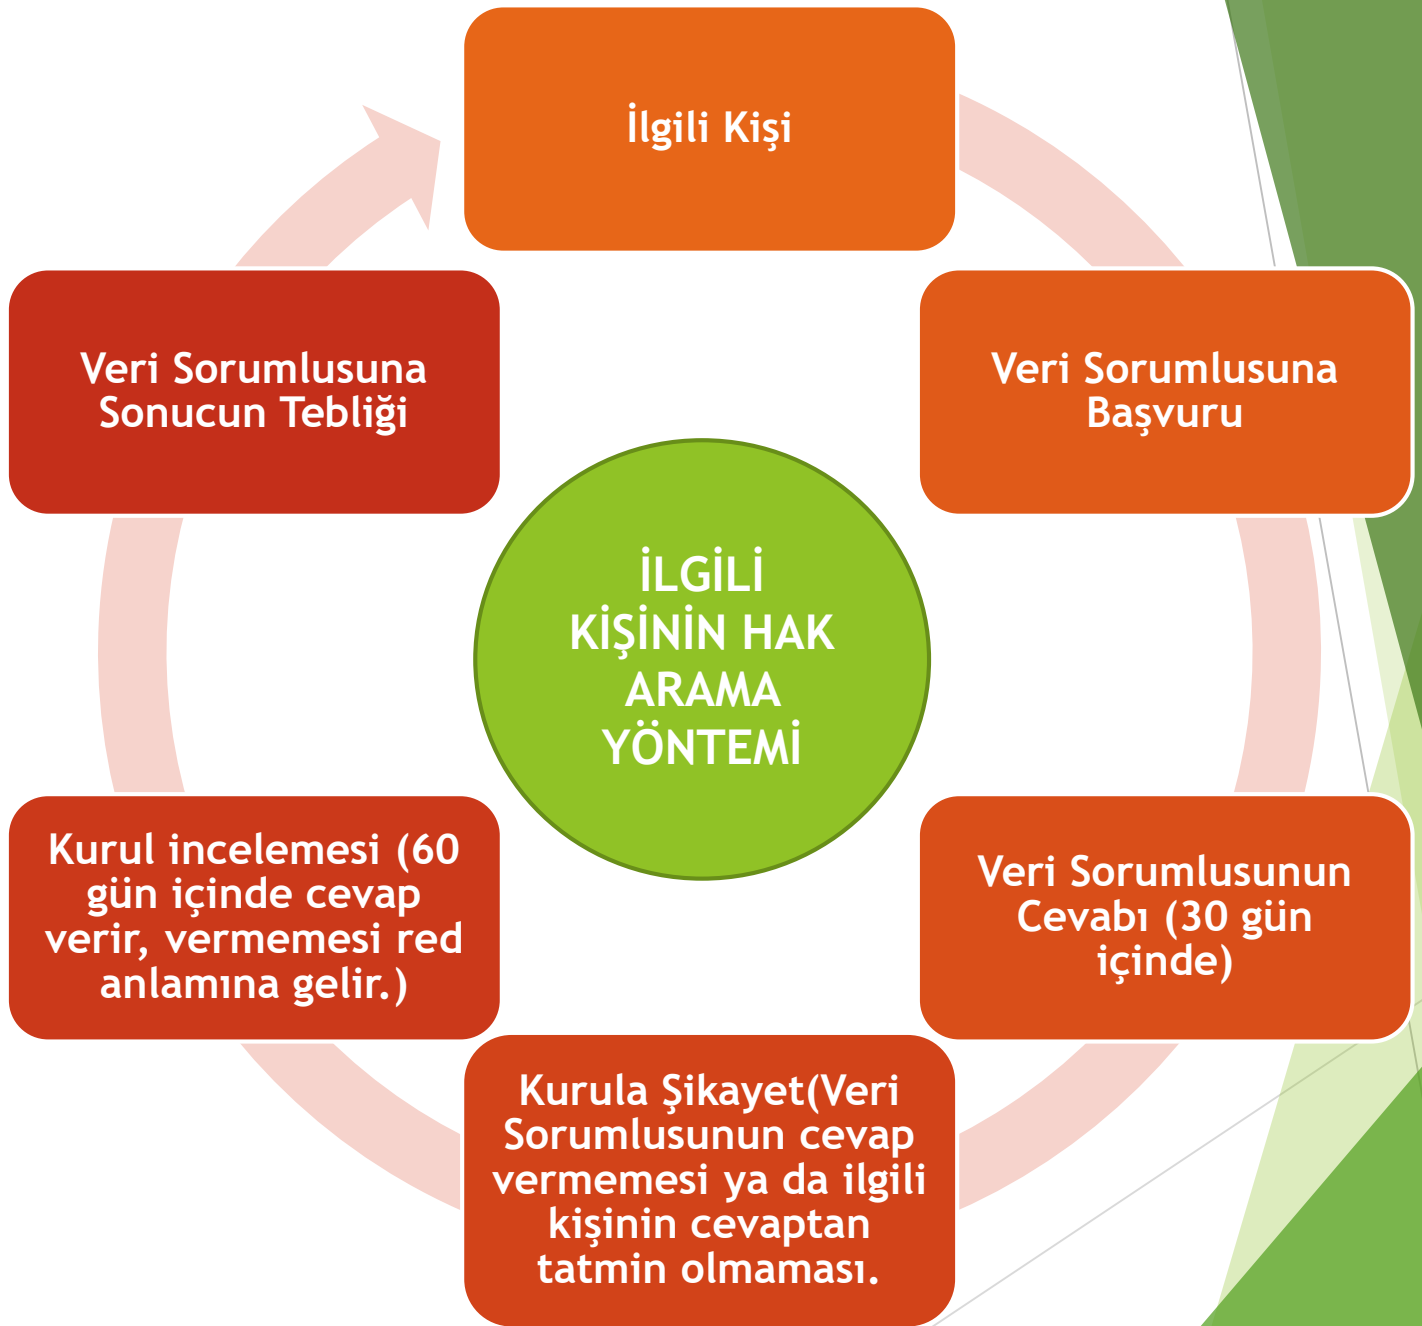 İlgili Kişi
Veri Sorumlusuna
Başvuru
Veri Sorumlusunun
Cevabı (30 gün
içinde)
Kurula Şikayet(Veri
Sorumlusunun cevap
vermemesi ya da ilgili
kişinin cevaptan
tatmin olmaması.
Kurul incelemesi (60
gün içinde cevap
verir, vermemesi red
anlamına gelir.)
Veri Sorumlusuna
Sonucun Tebliği
İLGİLİ
KİŞİNİN HAK
ARAMA
YÖNTEMİ